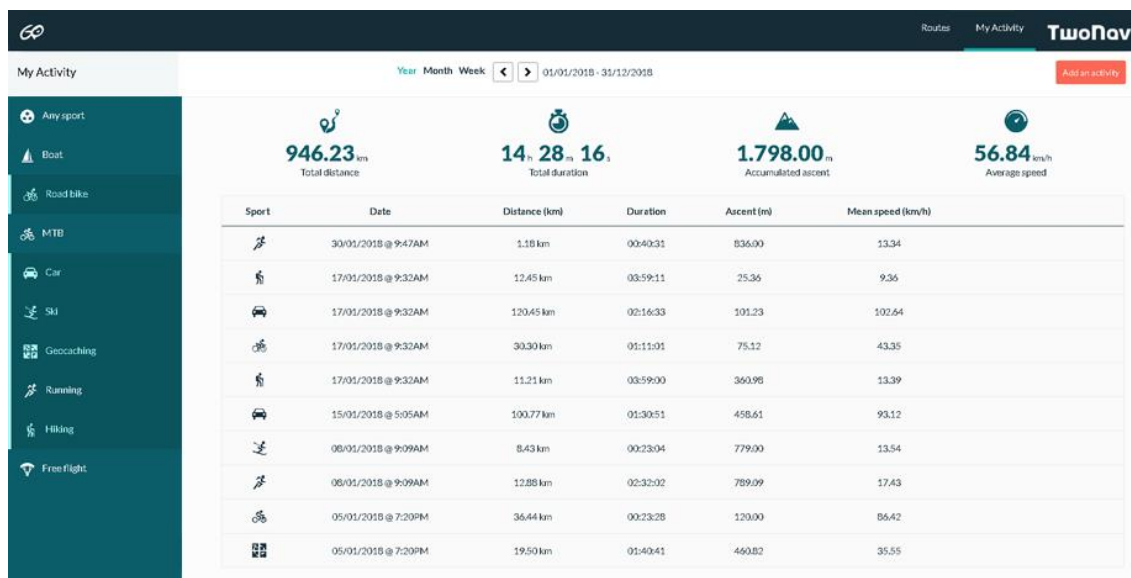 GO
Routes My Activity TwoNav
My Activity
Year Month Week 01/01/2018 - 31/12/2018
Add an activity
Any sport
Boat
Road bike
MTB
Car
Ski
Geocaching
Running
Hiking
Free flight
946.23 km 14 h 28 m 16 s 1.798.00 m 56.84 km/h
Total distance Total duration Accumulated ascent Average speed
Sport Date Distance (km) Duration Ascent (m) Mean speed (km/h)
30/01/2018 @ 9:47AM 1.18 km 00:40:31 836.00 13.34
17/01/2018 @ 9:32AM 12.45 km 03:59:11 25.36 9.36
17/01/2018 @ 9:32AM 120.45 km 02:16:33 101.23 102.64
17/01/2018 @ 9:32AM 30.30 km 01:11:01 75.12 43.35
17/01/2018 @ 9:32AM 11.21 km 03:59:00 360.98 13.39
15/01/2018 @ 5:05AM 100.77 km 01:30:51 458.61 93.12
08/01/2018 @ 9:09AM 8.43 km 00:23:04 779.00 13.54
08/01/2018 @ 9:09AM 12.88 km 02:32:02 789.09 17.43
05/01/2018 @ 7:20PM 36.44 km 00:23:28 120.00 86.42
05/01/2018 @ 7:20PM 19.50 km 01:40:41 460.82 35.55